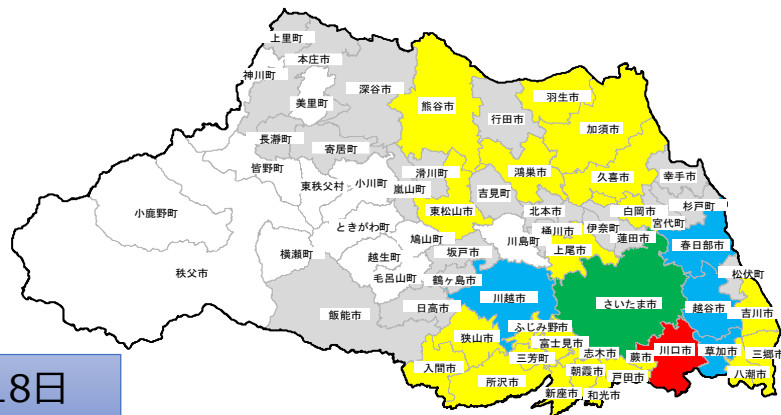 上里町
本庄市
神川町
美里町
深谷市
熊谷市
行田市
羽生市
加須市
長瀞町
寄居町
皆野町
東秩父村
小川町
嵐山町
滑川町
東松山市
吉見町
鴻巣市
北本市
久喜市
幸手市
杉戸町
白岡市
宮代町
小鹿野町
秩父市
横瀬町
ときがわ町
鳩山町
越生町
毛呂山町
坂戸市
鶴ヶ島市
日高市
飯能市
川島町
桶川市
伊奈町
上尾市
蓮田市
春日部市
松伏町
川越市
さいたま市
越谷市
吉川市
狭山市
ふじみ野市
富士見市
三芳町
志木市
蕨市
川口市
草加市
三郷市
入間市
所沢市
朝霞市
戸田市
八潮市
新座市
和光市
18日